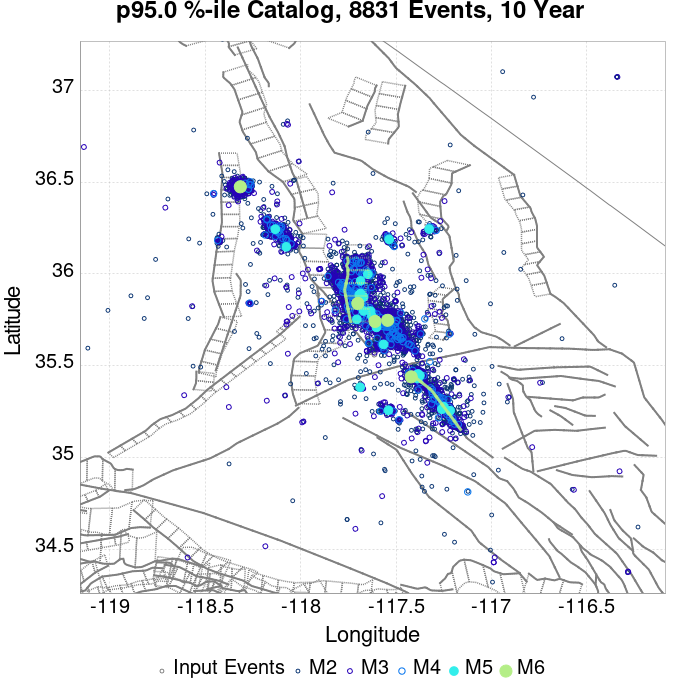 p95.0 %-ile Catalog, 8831 Events, 10 Year
37
36.5
36
35.5
35
34.5
Latitude
-119 -118.5 -118 -117.5 -117 -116.5
Longitude
Input Events M2 M3 M4 M5 M6